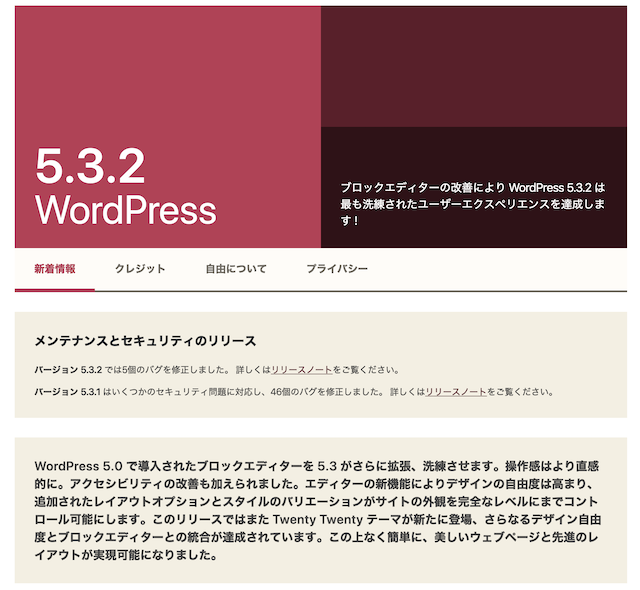 5.3.2
WordPress
ブロックエディターの改善により WordPress 5.3.2 は
最も洗練されたユーザーエクスペリエンスを達成しま
す！
新着情報 クレジット 自由について プライバシー
メンテナンスとセキュリティのリリース
バージョン 5.3.2 では5個のバグを修正しました。 詳しくはリリースノートをご覧ください。
バージョン 5.3.1 はいくつかのセキュリティ問題に対応し、46個のバグを修正しました。 詳しくはリリースノートをご覧ください。
WordPress 5.0 で導入されたブロックエディターを 5.3 がさらに拡張、洗練させます。操作感はより直感
的に。アクセシビリティの改善も加えられました。エディターの新機能によりデザインの自由度は高まり、
追加されたレイアウトオプションとスタイルのバリエーションがサイトの外観を完全なレベルにまでコント
ロール可能にします。このリリースではまた Twenty Twenty テーマが新たに登場、さらなるデザイン自由
度とブロックエディターとの統合が達成されています。この上なく簡単に、美しいウェブページと先進のレ
イアウトが実現可能になりました。